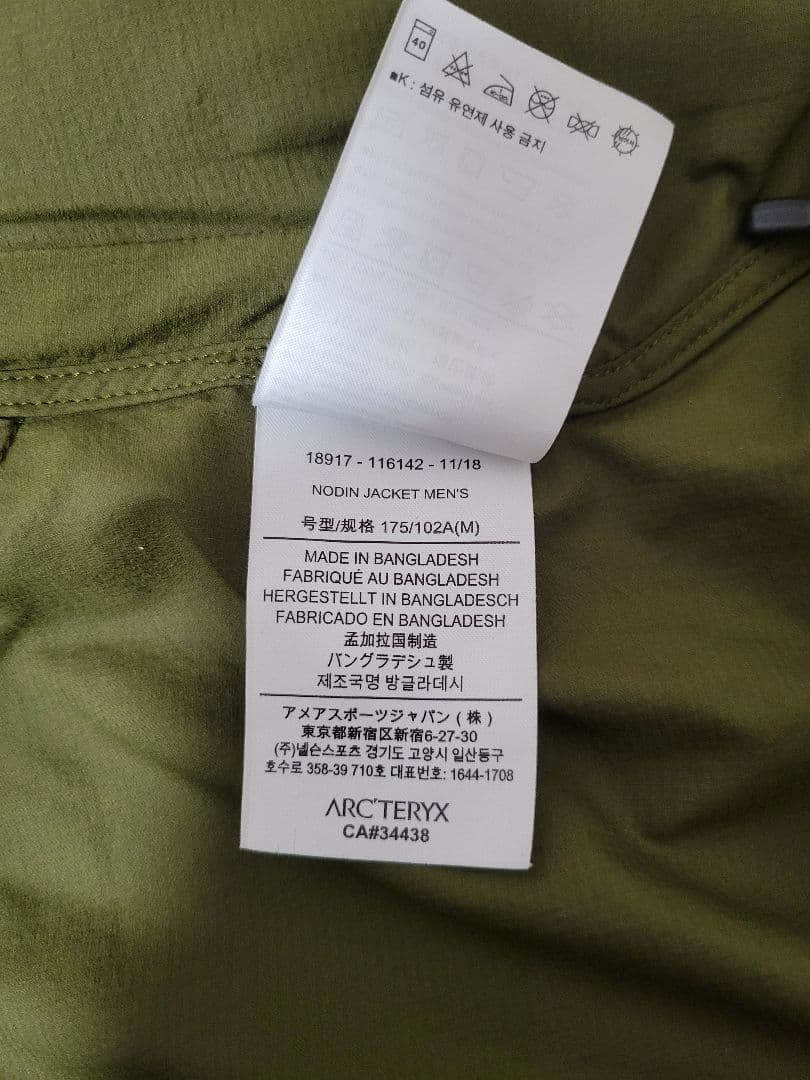 40
■K : 섬유 유연제 사용 금지
18917 - 116142 - 11/18
NODIN JACKET MEN'S
号型/规格 175/102A(M)
MADE IN BANGLADESH
FABRIQUÉ AU BANGLADESH
HERGESTELLT IN BANGLADESCH
FABRICADO EN BANGLADESH
孟加拉国制造
バングラデシュ製
제조국명 방글라데시
アメアスポーツジャパン ( 株 )
東京都新宿区新宿6-27-30
(주)넬슨스포츠 경기도 고양시 일산동구
호수로 358-39 710호 대표번호: 1644-1708
ARC'TERYX
CA#34438